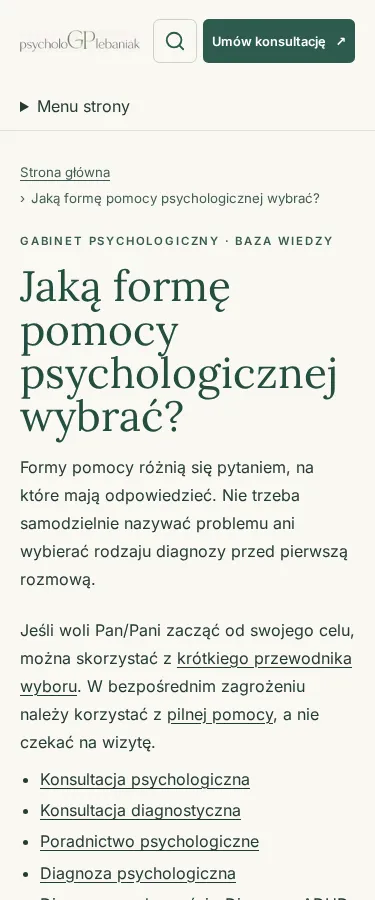 psycholoGPlebaniak
Umów konsultację ↗
▶ Menu strony
Strona główna
› Jaką formę pomocy psychologicznej wybrać?
GABINET PSYCHOLOGICZNY · BAZA WIEDZY
Jaką formę
pomocy
psychologicznej
wybrać?
Formy pomocy różnią się pytaniem, na
które mają odpowiedzieć. Nie trzeba
samodzielnie nazywać problemu ani
wybierać rodzaju diagnozy przed pierwszą
rozmową.
Jeśli woli Pan/Pani zacząć od swojego celu,
można skorzystać z krótkiego przewodnika
wyboru. W bezpośrednim zagrożeniu
należy korzystać z pilnej pomocy, a nie
czekać na wizytę.
• Konsultacja psychologiczna
• Konsultacja diagnostyczna
• Poradnictwo psychologiczne
• Diagnoza psychologiczna